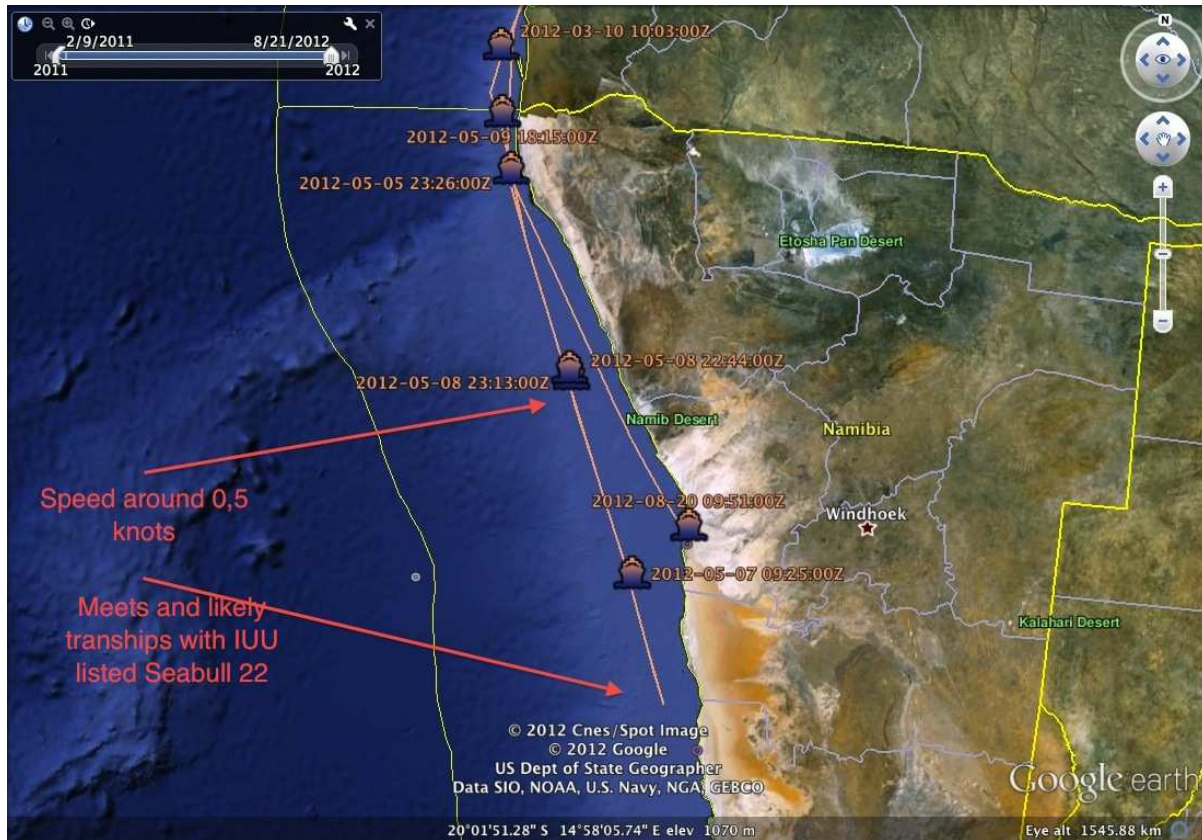 2/9/2011
8/21/2012
2011
2012
N
2012-03-10 10:03:00Z
2012-05-09 18:15:00Z
2012-05-05 23:26:00Z
Etosha Pan Desert
2012-05-08 22:44:00Z
2012-05-08 23:13:00Z
Namib Desert
Namibia
Speed around 0,5
knots
2012-08-20 09:51:00Z
Windhoek
2012-05-07 09:25:00Z
Meets and likely
tranships with IUU
listed Seabull 22
Kalahari Desert
© 2012 Cnes/Spot Image
© 2012 Google
US Dept of State Geographer
Data SIO, NOAA, U.S. Navy, NGA, GEBCO
Google earth
20°01'51.28" S 14°58'05.74" E elev 1070 m
Eye alt 1545.88 km